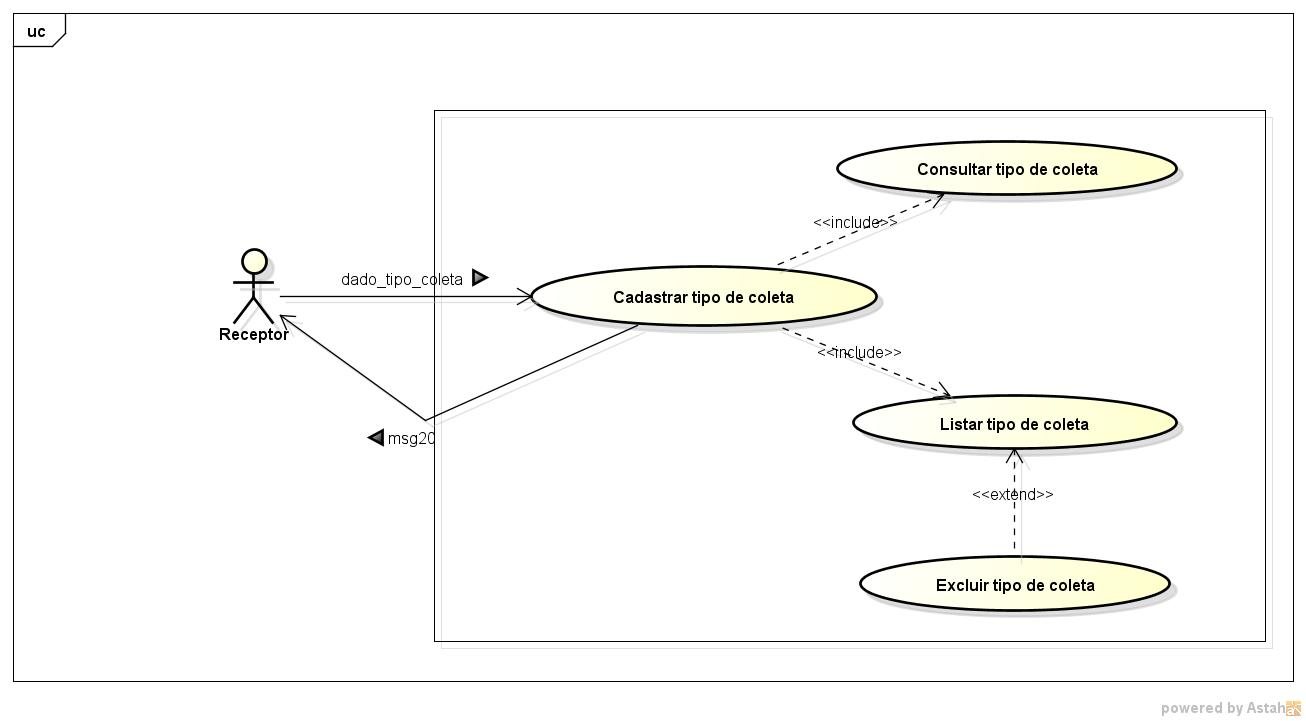 uc
Consultar tipo de coleta
<<include>>
dado_tipo_coleta
Cadastrar tipo de coleta
Receptor
<<include>>
msg20
Listar tipo de coleta
<<extend>>
Excluir tipo de coleta
powered by Astah